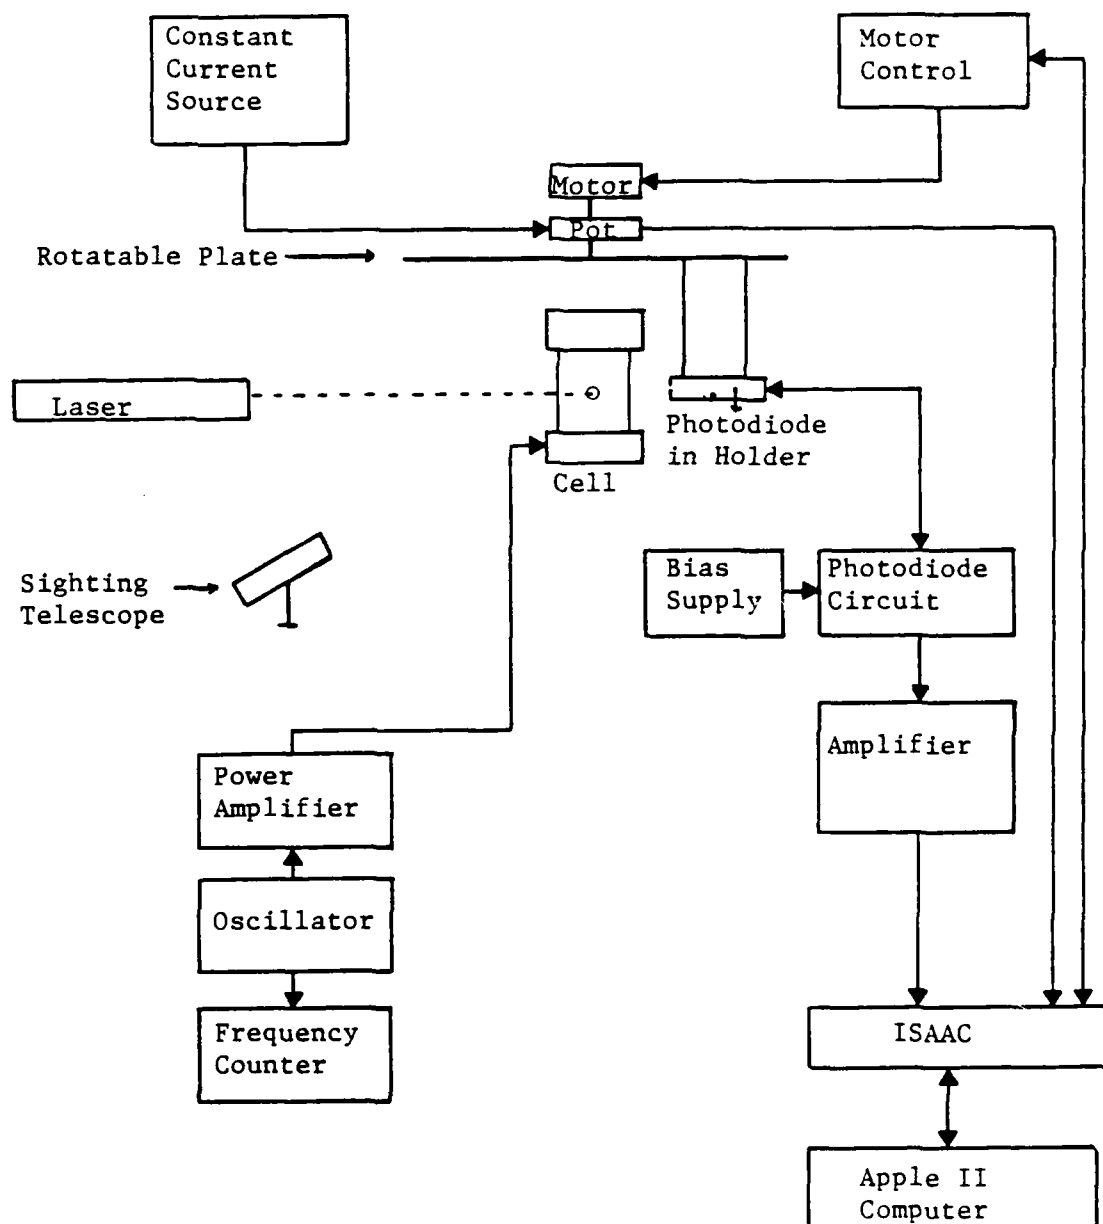 Constant
Current
Source
Motor
Control
Motor
Pot
Rotatable Plate
Laser
Photodiode
in Holder
Cell
Sighting
Telescope
Bias
Supply
Photodiode
Circuit
Power
Amplifier
Amplifier
Oscillator
Frequency
Counter
ISAAC
Apple II
Computer